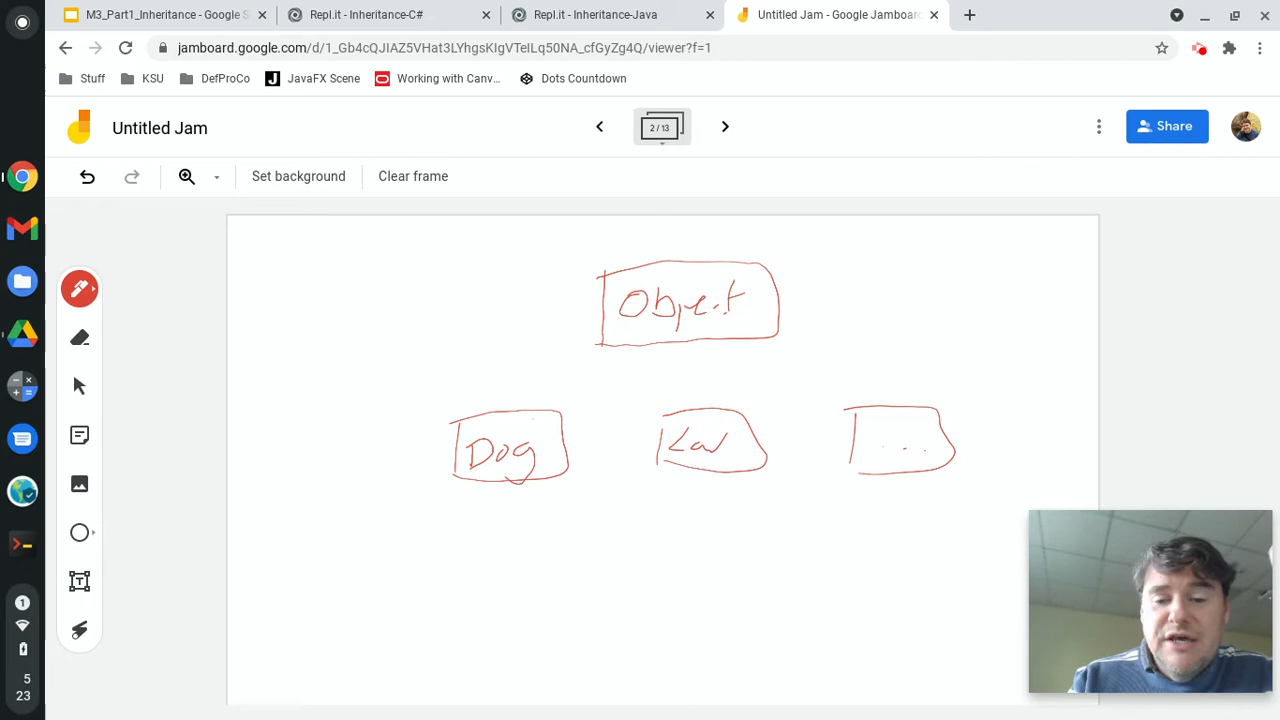 M3_Part1_Inheritance - Google S
Repl.it - Inheritance-C#
Repl.it - Inheritance-Java
Untitled Jam - Google Jamboard
jamboard.google.com/d/1_Gb4cQJIAZ5VHat3LYhgsKIgVTeILq50NA_cfGyZg4Q/viewer?f=1
Stuff
KSU
DefProCo
JavaFX Scene
Working with Canv...
Dots Countdown
Untitled Jam
2 / 13
Share
Set background
Clear frame
Object
Dog
...
1
5
23